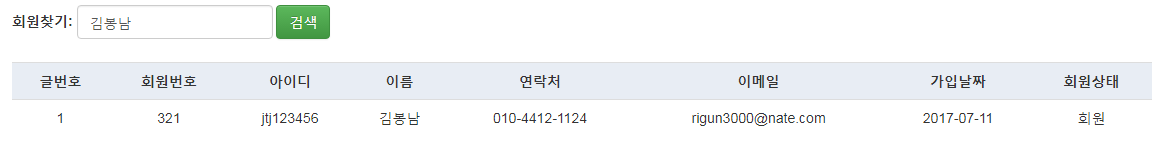 회원찾기: 김봉남 검색
글번호 회원번호 아이디 이름 연락처 이메일 가입날짜 회원상태
1 321 jtj123456 김봉남 010-4412-1124 rigun3000@nate.com 2017-07-11 회원